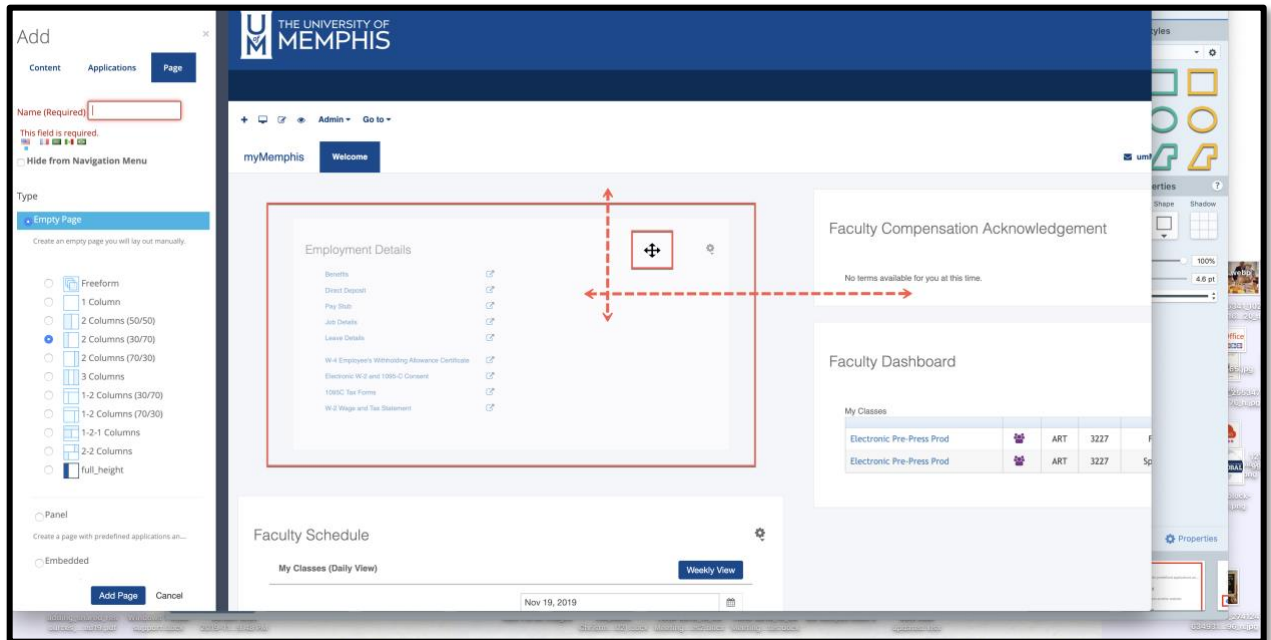 Add
×
Content Applications Page
Name (Required)
This field is required.
Hide from Navigation Menu
Type
Empty Page
Create an empty page you will lay out manually.
Freeform
1 Column
2 Columns (50/50)
2 Columns (30/70)
2 Columns (70/30)
3 Columns
1-2 Columns (30/70)
1-2 Columns (70/30)
1-2-1 Columns
2-2 Columns
full_height
Panel
Create a page with predefined applications an...
Embedded
Add Page Cancel
U of M
THE UNIVERSITY OF
MEMPHIS
Admin Go to
myMemphis Welcome
Employment Details
Benefits
Direct Deposit
Pay Stub
Job Details
Leave Details
W-4 Employee's Withholding Allowance Certificate
Electronic W-2 and 1095-C Consent
1095C Tax Forms
W-2 Wage and Tax Statement
Faculty Schedule
My Classes (Daily View)
Weekly View
Nov 19, 2019
Faculty Compensation Acknowledgement
No terms available for you at this time.
Faculty Dashboard
My Classes
Electronic Pre-Press Prod ART 3227 F
Electronic Pre-Press Prod ART 3227 Sp
tyles
erties ?
Shape Shadow
100%
4.6 pt
Properties